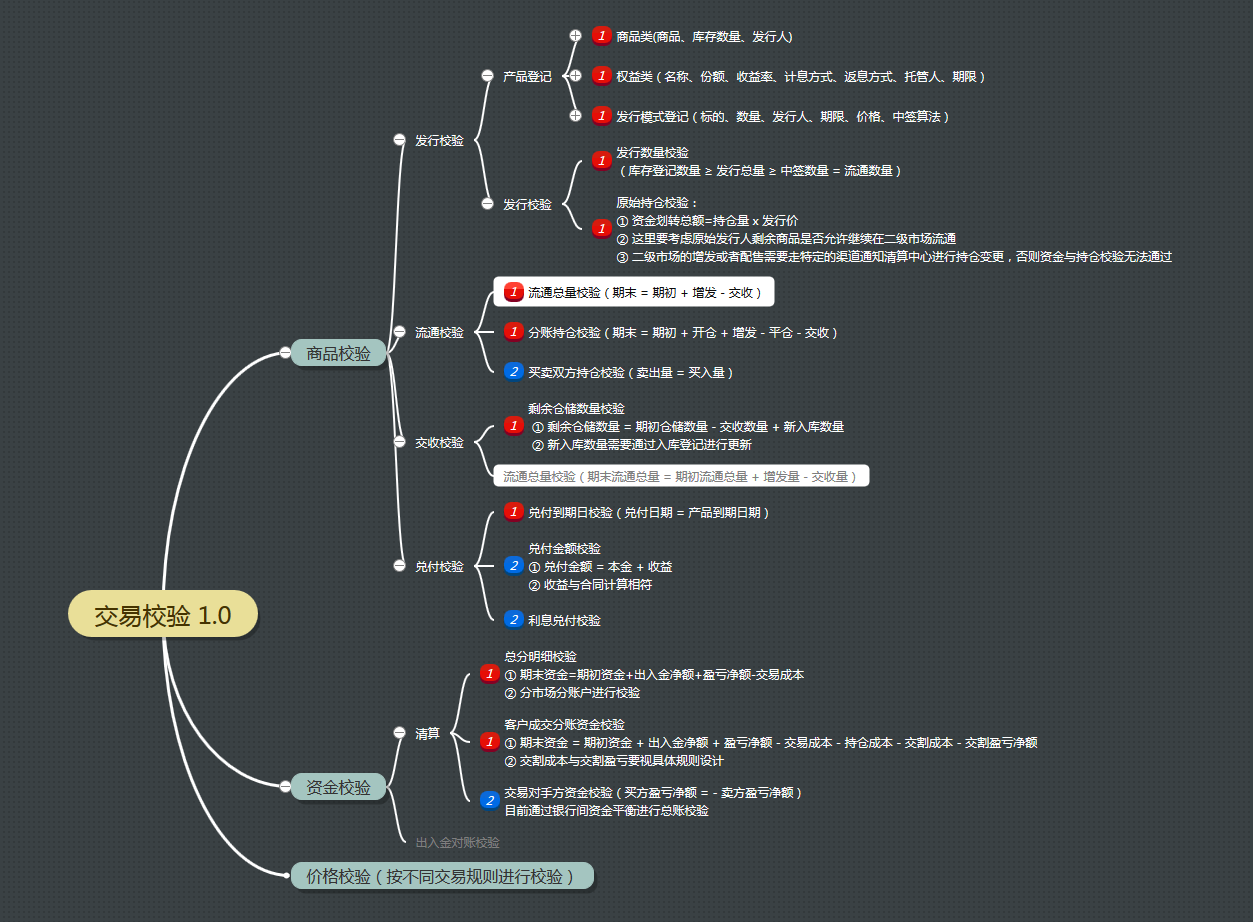 交易校验 1.0
商品校验
发行校验
产品登记
1 商品类(商品、库存数量、发行人)
1 权益类（名称、份额、收益率、计息方式、返息方式、托管人、期限）
1 发行模式登记（标的、数量、发行人、期限、价格、中签算法）
发行校验
1 发行数量校验
（库存登记数量 ≥ 发行总量 ≥ 中签数量 = 流通数量）
1 原始持仓校验：
① 资金划转总额=持仓量 x 发行价
② 这里要考虑原始发行人剩余商品是否允许继续在二级市场流通
③ 二级市场的增发或者配售需要走特定的渠道通知清算中心进行持仓变更，否则资金与持仓校验无法通过
流通校验
1 流通总量校验（期末 = 期初 + 增发 - 交收）
1 分账持仓校验（期末 = 期初 + 开仓 + 增发 - 平仓 - 交收）
2 买卖双方持仓校验（卖出量 = 买入量）
交收校验
1 剩余仓储数量校验
① 剩余仓储数量 = 期初仓储数量 - 交收数量 + 新入库数量
② 新入库数量需要通过入库登记进行更新
流通总量校验（期末流通总量 = 期初流通总量 + 增发量 - 交收量）
兑付校验
1 兑付到期日校验（兑付日期 = 产品到期日期）
2 兑付金额校验
① 兑付金额 = 本金 + 收益
② 收益与合同计算相符
2 利息兑付校验
资金校验
清算
1 总分明细校验
① 期末资金=期初资金+出入金净额+盈亏净额-交易成本
② 分市场分账户进行校验
1 客户成交分账资金校验
① 期末资金 = 期初资金 + 出入金净额 + 盈亏净额 - 交易成本 - 持仓成本 - 交割成本 - 交割盈亏净额
② 交割成本与交割盈亏要视具体规则设计
2 交易对手方资金校验（买方盈亏净额 = - 卖方盈亏净额）
目前通过银行间资金平衡进行总账校验
出入金对账校验
价格校验（按不同交易规则进行校验）